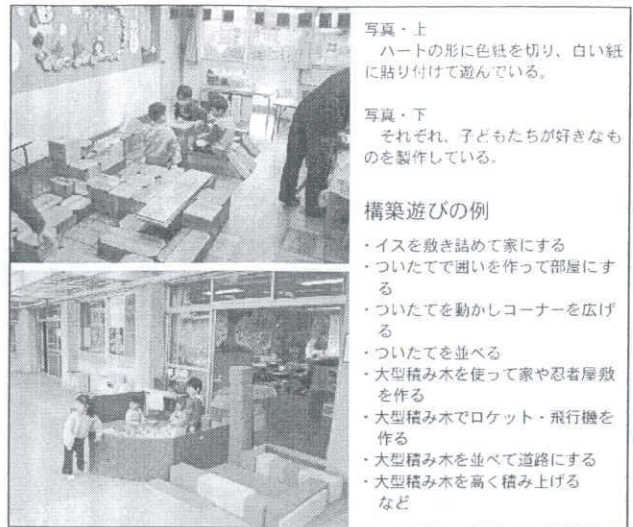 写真・上
ハートの形に色紙を切り、白い紙
に貼り付けて遊んでいる。
写真・下
それぞれ、子どもたちが好きなも
のを製作している。
構築遊びの例
・イスを敷き詰めて家にする
・ついたてで囲いを作って部屋にす
る
・ついたてを動かしコーナーを広げ
る
・ついたてを並べる
・大型積み木を使って家や忍者屋敷
を作る
・大型積み木でロケット・飛行機を
作る
・大型積み木を並べて道路にする
・大型積み木を高く積み上げる
など